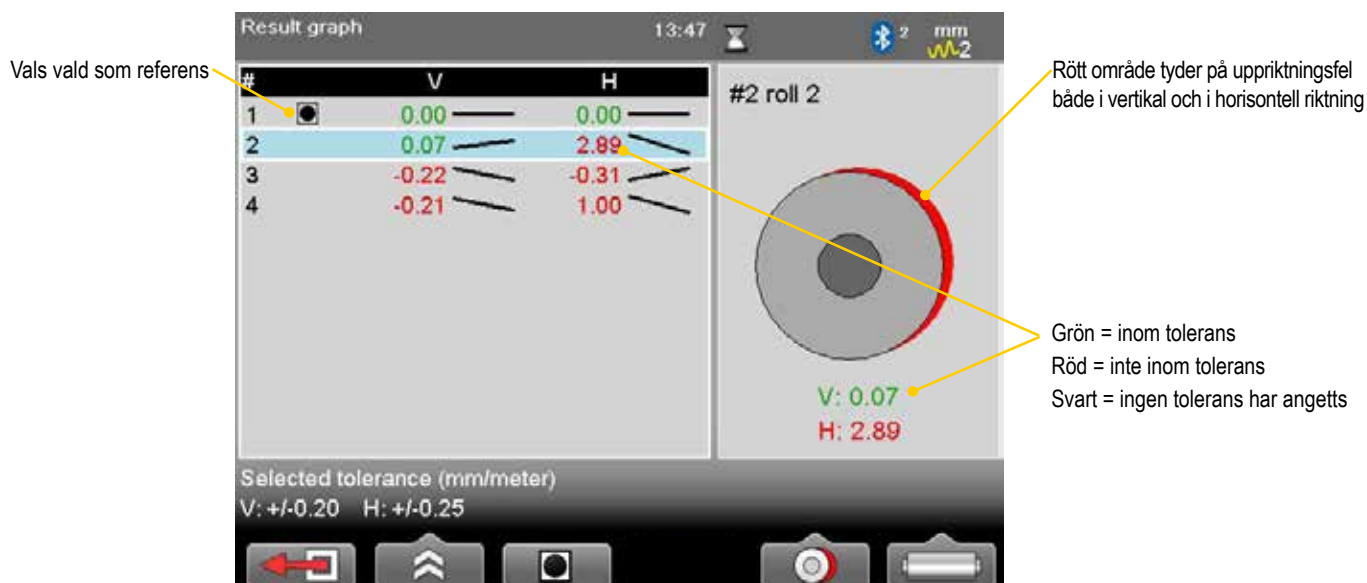 Result graph 13:47 2 mm
2
Vals vald som referens
# V H
1 0.00 0.00
2 0.07 2.89
3 -0.22 -0.31
4 -0.21 1.00
#2 roll 2
V: 0.07
H: 2.89
Rött område tyder på uppriktningsfel
både i vertikal och i horisontell riktning
Grön = inom tolerans
Röd = inte inom tolerans
Svart = ingen tolerans har angetts
Selected tolerance (mm/meter)
V: +/-0.20 H: +/-0.25